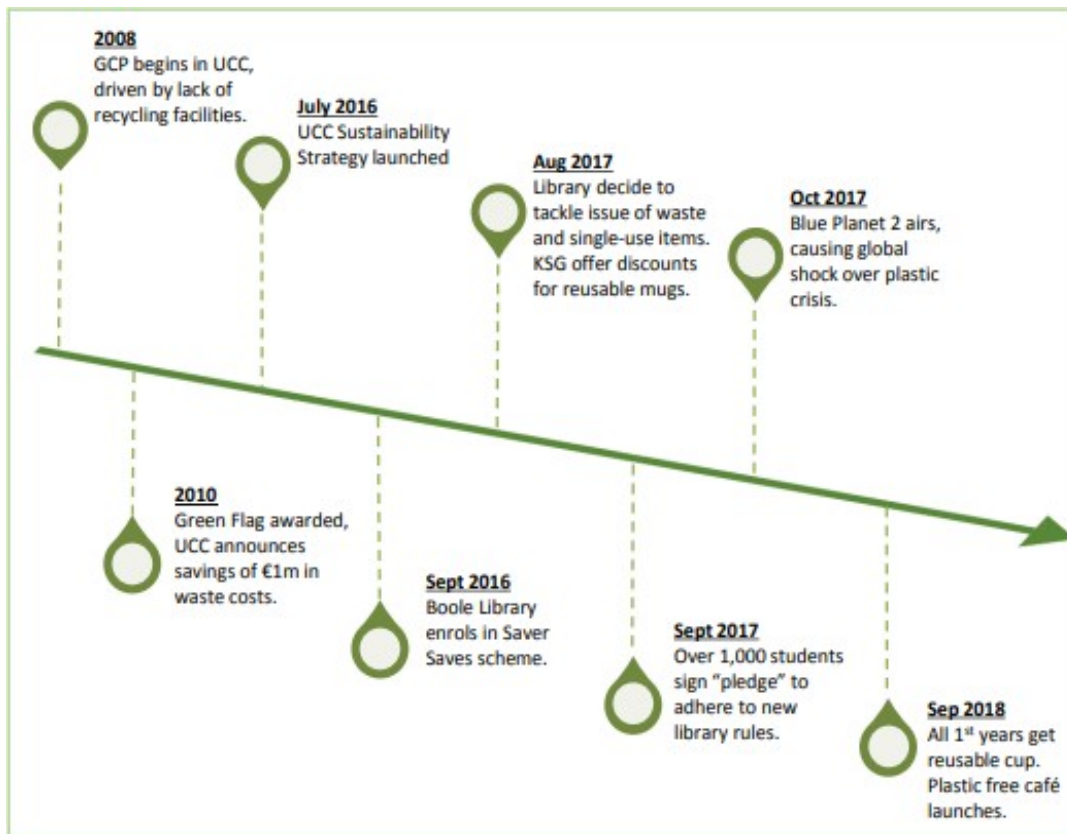 2008
GCP begins in UCC,
driven by lack of
recycling facilities.
July 2016
UCC Sustainability
Strategy launched
Aug 2017
Library decide to
tackle issue of waste
and single-use items.
KSG offer discounts
for reusable mugs.
Oct 2017
Blue Planet 2 airs,
causing global
shock over plastic
crisis.
2010
Green Flag awarded,
UCC announces
savings of €1m in
waste costs.
Sept 2016
Boole Library
enrols in Saver
Saves scheme.
Sept 2017
Over 1,000 students
sign “pledge” to
adhere to new
library rules.
Sep 2018
All 1st years get
reusable cup.
Plastic free café
launches.